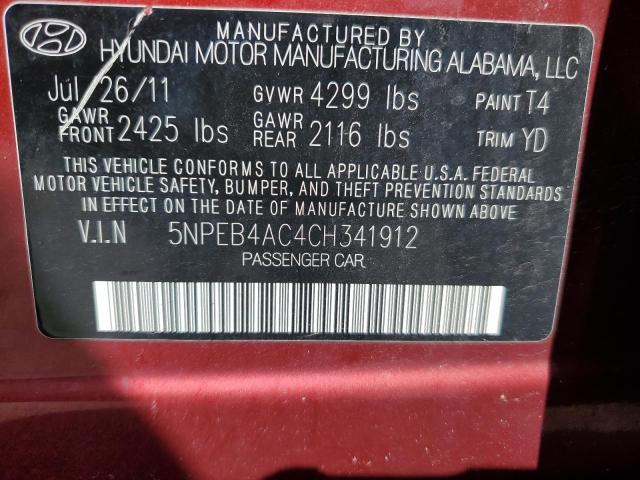 MANUFACTURED BY
HYUNDAI MOTOR MANUFACTURING ALABAMA, LLC
Jul 26/11 GVWR 4299 lbs PAINT T4
GAWR FRONT 2425 lbs GAWR REAR 2116 lbs TRIM YD
THIS VEHICLE CONFORMS TO ALL APPLICABLE U.S.A. FEDERAL
MOTOR VEHICLE SAFETY, BUMPER, AND THEFT PREVENTION STANDARDS
IN EFFECT ON THE DATE OF MANUFACTURE SHOWN ABOVE
V.I.N 5NPEB4AC4CH341912
PASSENGER CAR